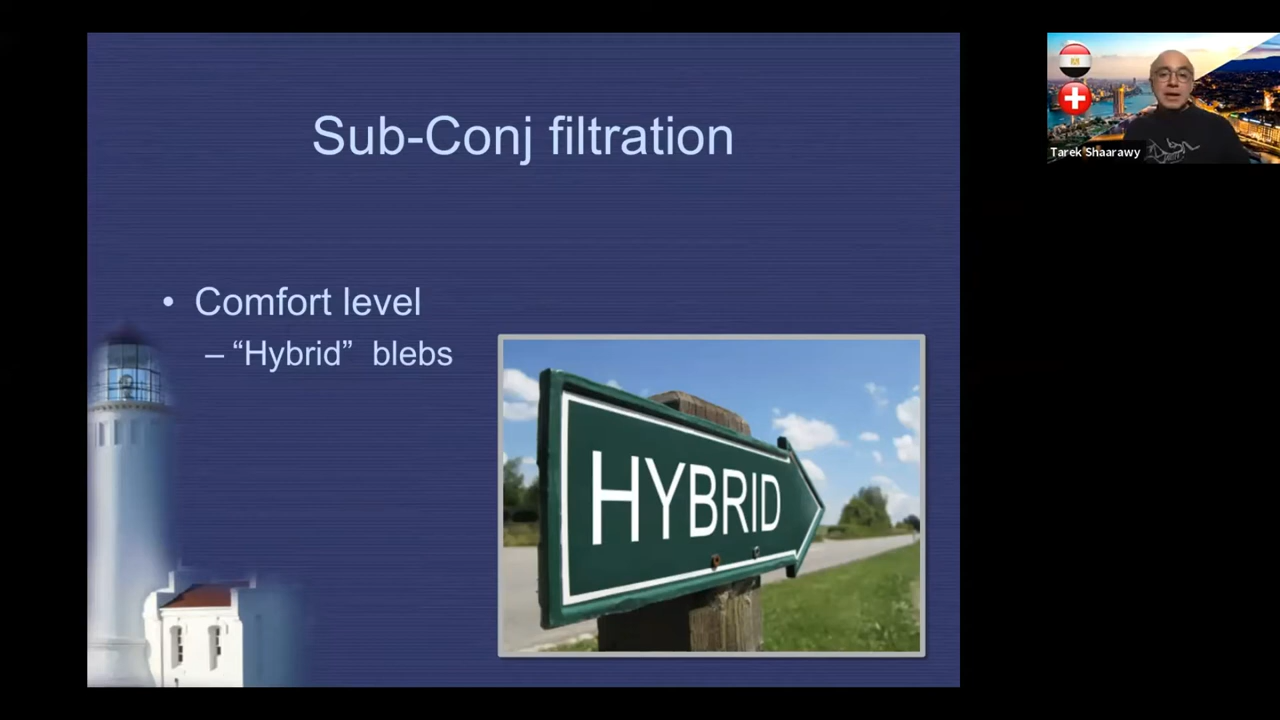 Sub-Conj filtration
• Comfort level
– “Hybrid” blebs
HYBRID
Tarek Shaarawy